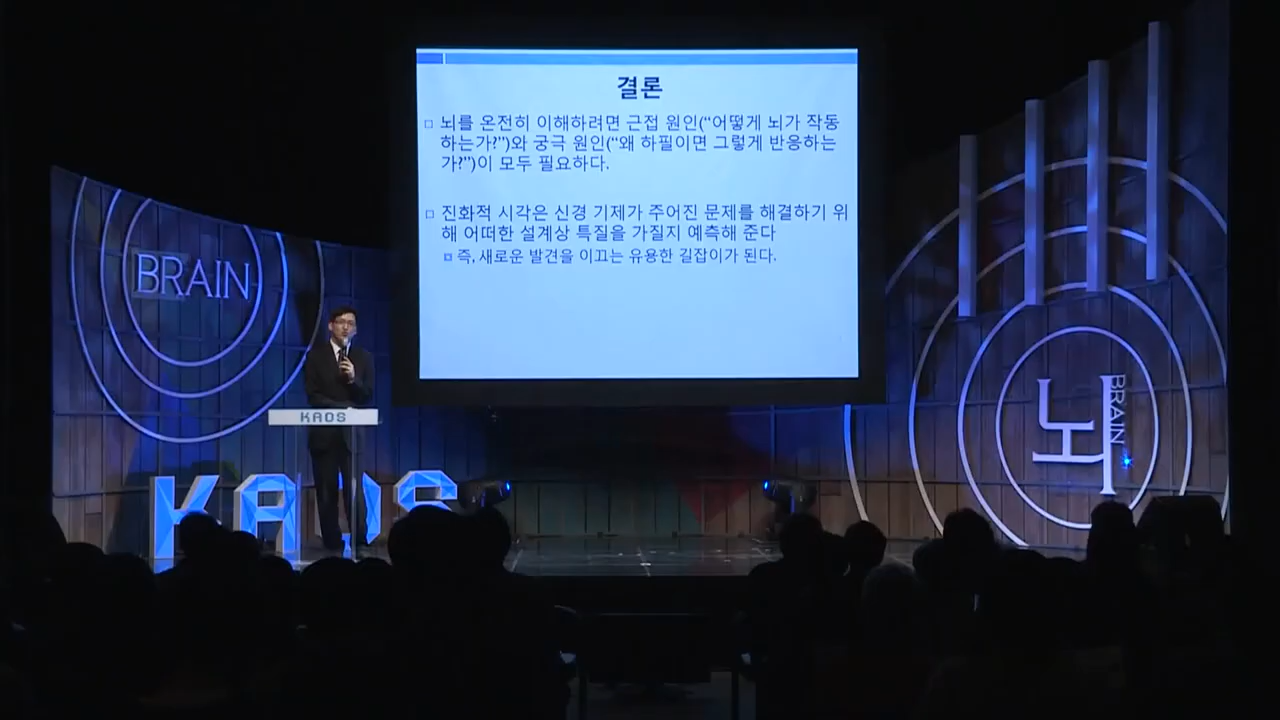 결론
□ 뇌를 온전히 이해하려면 근접 원인(“어떻게 뇌가 작동
하는가?”)와 궁극 원인(“왜 하필이면 그렇게 반응하는
가?”)이 모두 필요하다.
□ 진화적 시각은 신경 기제가 주어진 문제를 해결하기 위
해 어떠한 설계상 특질을 가질지 예측해 준다
즉, 새로운 발견을 이끄는 유용한 길잡이가 된다.
BRAIN
KAOS
KAOS
뇌
BRAIN